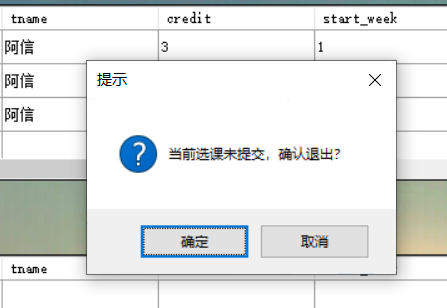 tname credit start_week
阿信 3 1
阿信
阿信
提示
当前选课未提交，确认退出?
确定 取消
tname